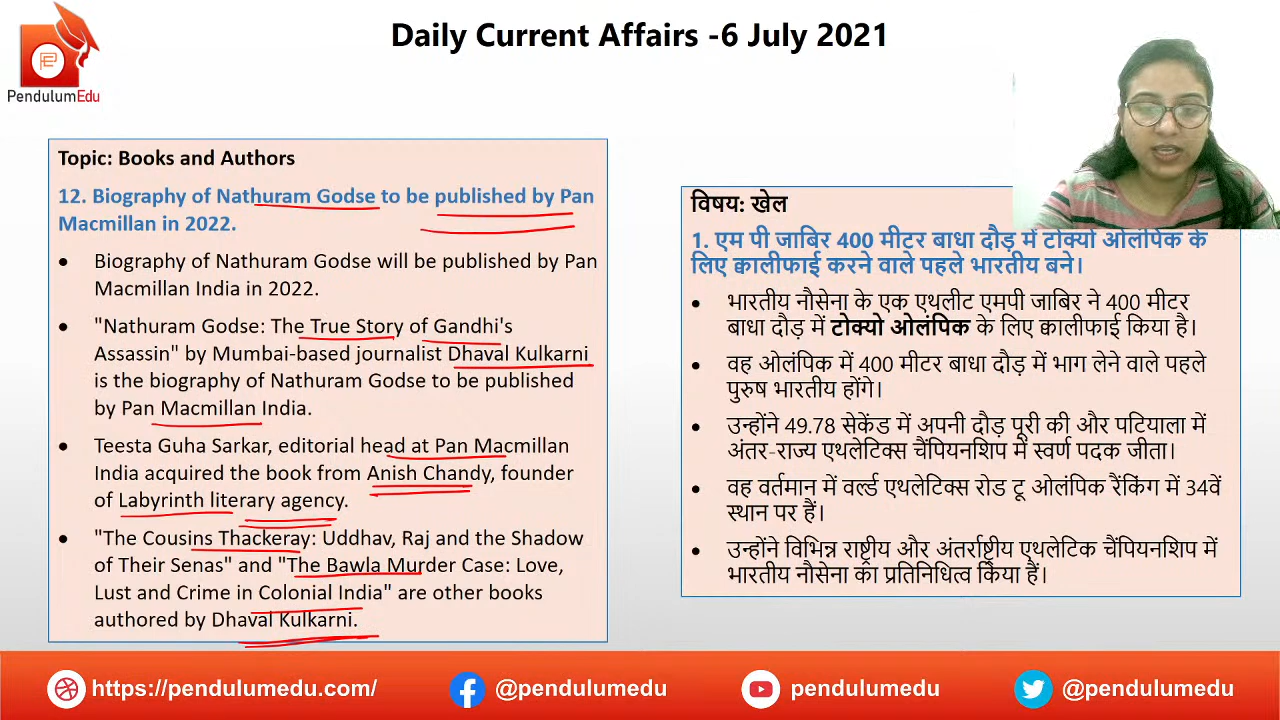 Daily Current Affairs -6 July 2021
PendulumEdu
Topic: Books and Authors
12. Biography of Nathuram Godse to be published by Pan
Macmillan in 2022.
● Biography of Nathuram Godse will be published by Pan
Macmillan India in 2022.
● "Nathuram Godse: The True Story of Gandhi's
Assassin" by Mumbai-based journalist Dhaval Kulkarni
is the biography of Nathuram Godse to be published
by Pan Macmillan India.
● Teesta Guha Sarkar, editorial head at Pan Macmillan
India acquired the book from Anish Chandy, founder
of Labyrinth literary agency.
● "The Cousins Thackeray: Uddhav, Raj and the Shadow
of Their Senas" and "The Bawla Murder Case: Love,
Lust and Crime in Colonial India" are other books
authored by Dhaval Kulkarni.
विषय: खेल
1. एम पी जाबिर 400 मीटर बाधा दौड़ में टोक्यो ओलंपिक के
लिए क्वालीफाई करने वाले पहले भारतीय बने।
● भारतीय नौसेना के एक एथलीट एमपी जाबिर ने 400 मीटर
बाधा दौड़ में टोक्यो ओलंपिक के लिए क्वालीफाई किया है।
● वह ओलंपिक में 400 मीटर बाधा दौड़ में भाग लेने वाले पहले
पुरुष भारतीय होंगे।
● उन्होंने 49.78 सेकेंड में अपनी दौड़ पूरी की और पटियाला में
अंतर-राज्य एथलेटिक्स चैंपियनशिप में स्वर्ण पदक जीता।
● वह वर्तमान में वर्ल्ड एथलेटिक्स रोड टू ओलंपिक रैंकिंग में 34वें
स्थान पर हैं।
● उन्होंने विभिन्न राष्ट्रीय और अंतर्राष्ट्रीय एथलेटिक चैंपियनशिप में
भारतीय नौसेना का प्रतिनिधित्व किया हैं।
https://pendulumedu.com/
@pendulumedu
pendulumedu
@pendulumedu